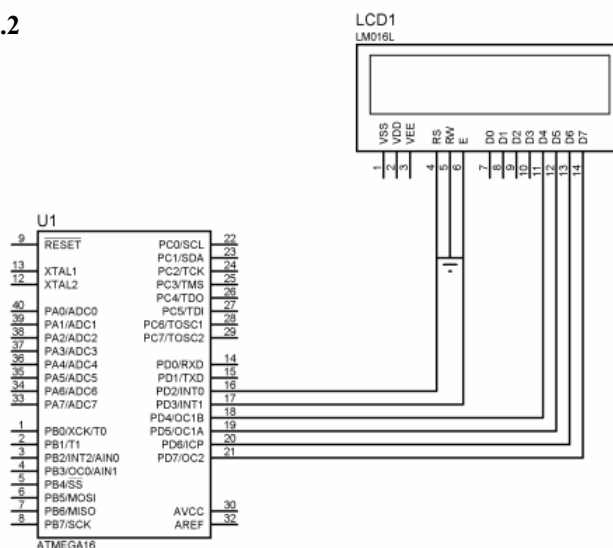 .2
LCD1
LM016L
VSS VDD VEE RS RW E D0 D1 D2 D3 D4 D5 D6 D7
1 2 3 4 5 6 7 8 9 10 11 12 13 14
U1
9 RESET PC0/SCL 22
PC1/SDA 23
13 XTAL1 PC2/TCK 24
12 XTAL2 PC3/TMS 25
PC4/TDO 26
40 PA0/ADC0 PC5/TDI 27
39 PA1/ADC1 PC6/TOSC1 28
38 PA2/ADC2 PC7/TOSC2 29
37 PA3/ADC3
36 PA4/ADC4 PD0/RXD 14
35 PA5/ADC5 PD1/TXD 15
34 PA6/ADC6 PD2/INT0 16
33 PA7/ADC7 PD3/INT1 17
PD4/OC1B 18
1 PB0/XCK/T0 PD5/OC1A 19
2 PB1/T1 PD6/ICP 20
3 PB2/INT2/AIN0 PD7/OC2 21
4 PB3/OC0/AIN1
5 PB4/SS
6 PB5/MOSI
7 PB6/MISO AVCC 30
8 PB7/SCK AREF 32
ATMEGA16